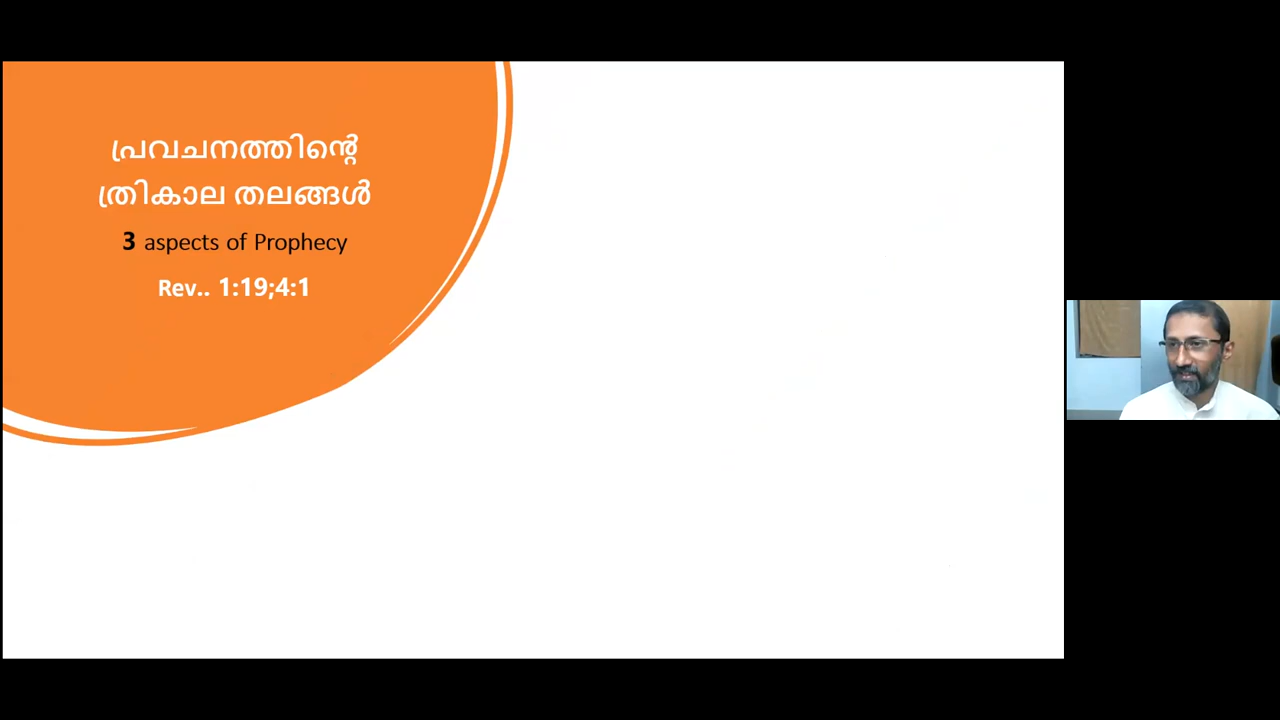 പ്രവചനത്തിന്റെ
ത്രികാല തലങ്ങൾ
3 aspects of Prophecy
Rev.. 1:19;4:1